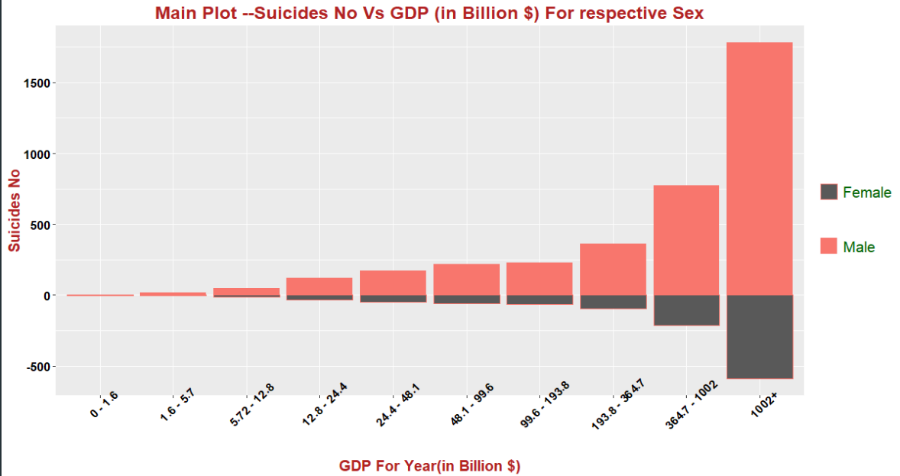 Main Plot --Suicides No Vs GDP (in Billion $) For respective Sex
1500
1000
500
0
-500
Suicides No
0 - 1.6
1.6 - 5.7
5.72 - 12.8
12.8 - 24.4
24.4 - 48.1
48.1 - 99.6
99.6 - 193.8
193.8 - 364.7
364.7 - 1002
1002+
GDP For Year(in Billion $)
Female
Male